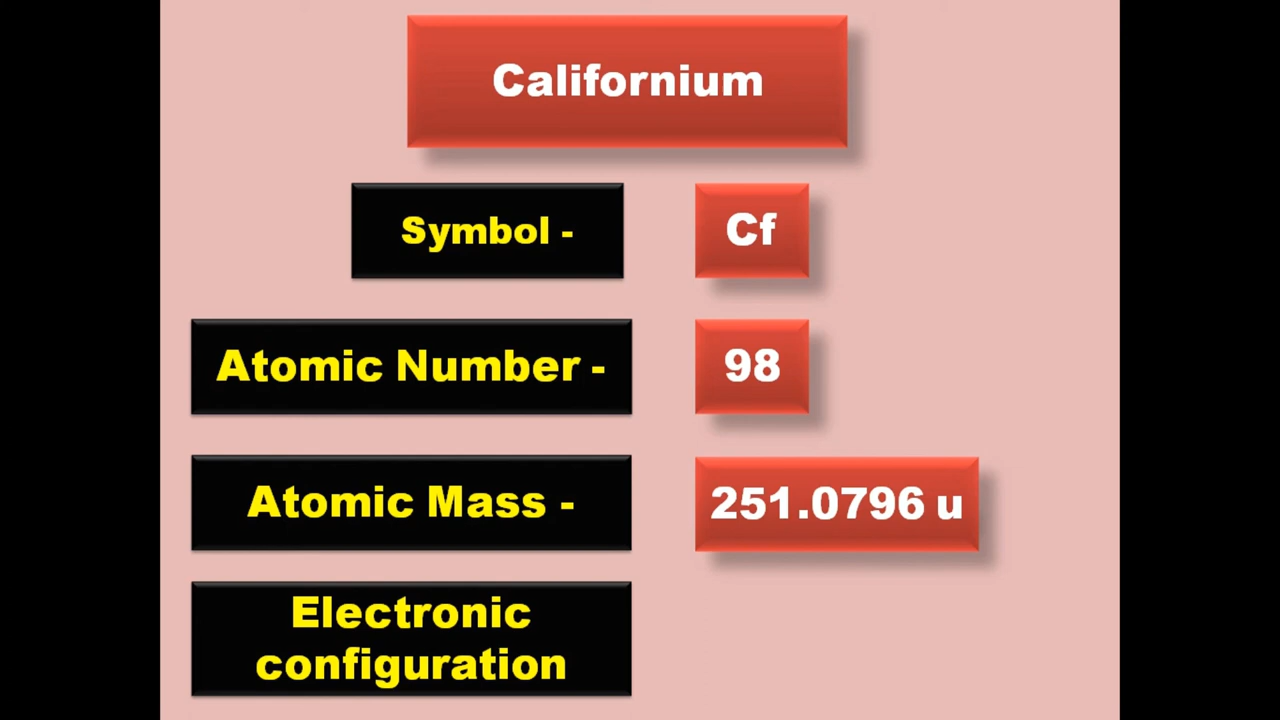 Californium
Symbol -
Cf
Atomic Number -
98
Atomic Mass -
251.0796 u
Electronic
configuration